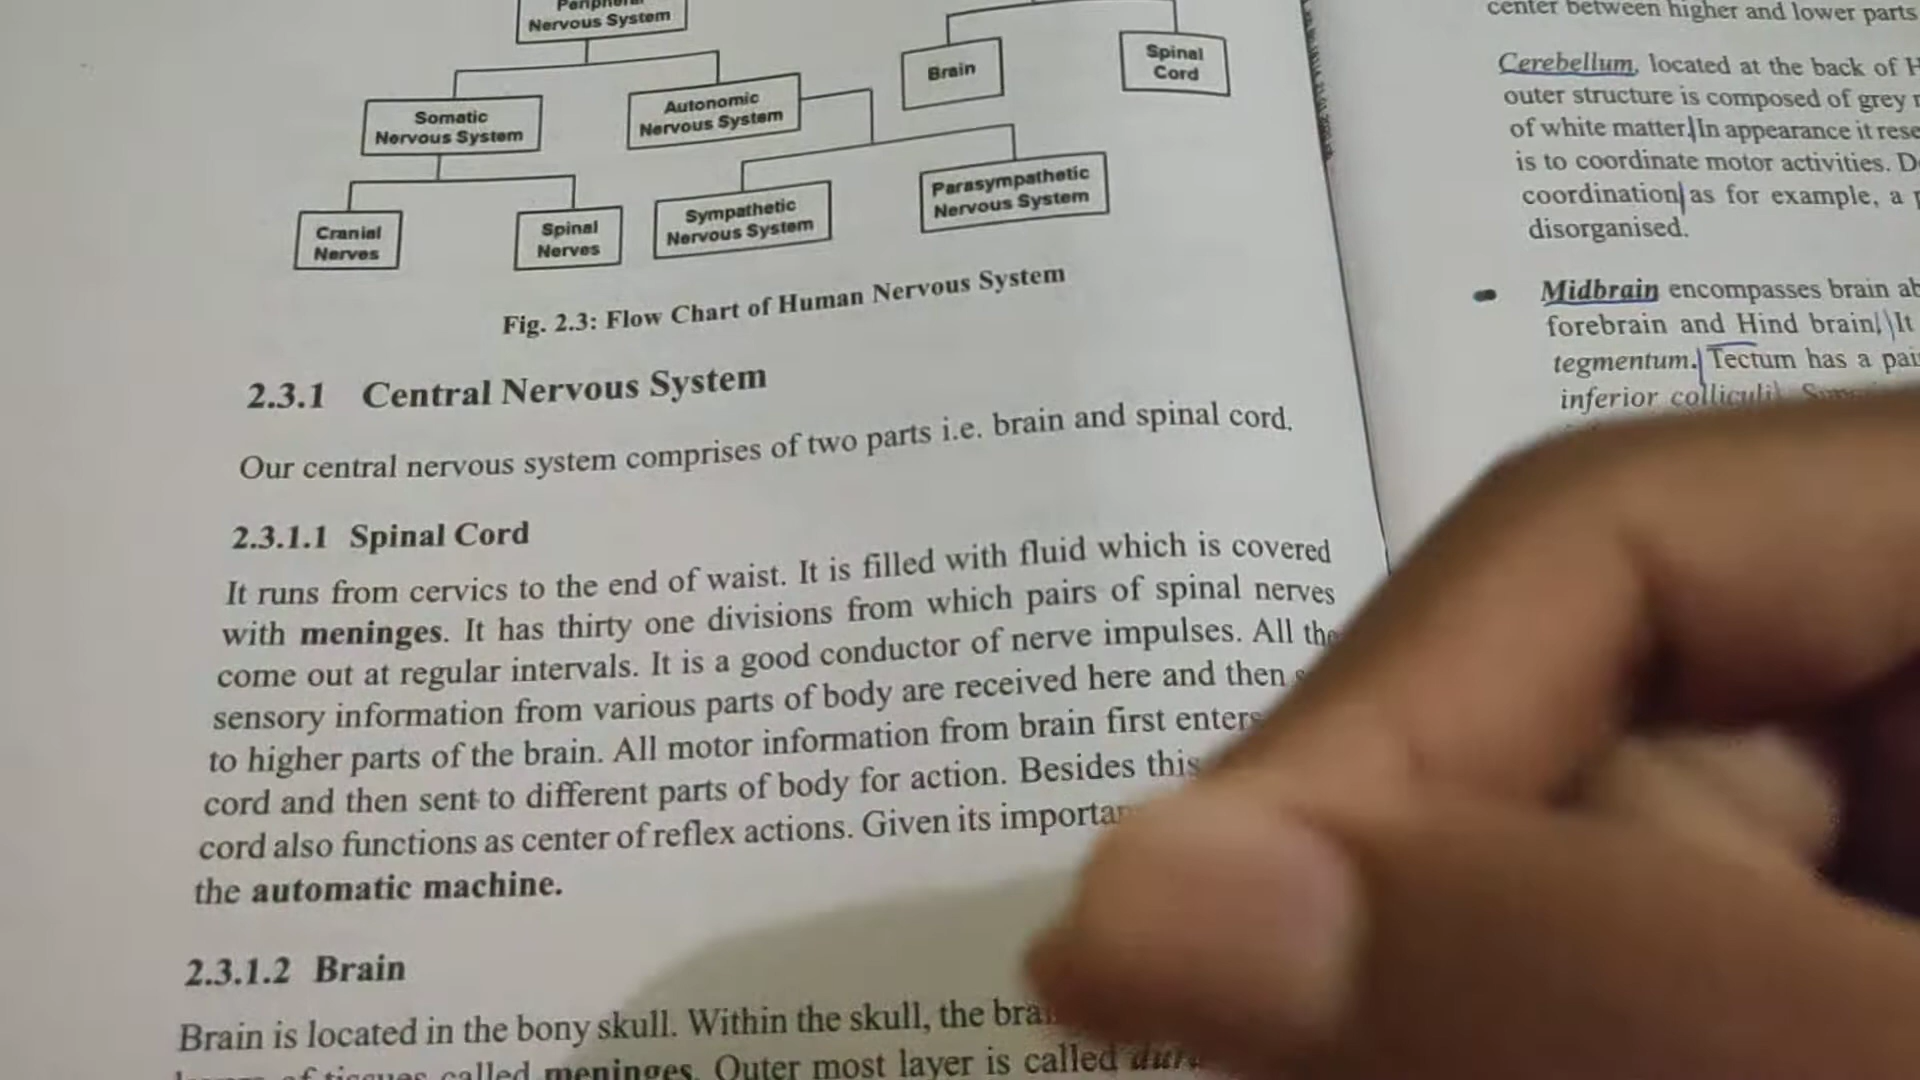 Nervous System
Brain
Spinal
Cord
Somatic
Nervous System
Autonomic
Nervous System
Cranial
Nerves
Spinal
Nerves
Sympathetic
Nervous System
Parasympathetic
Nervous System
Fig. 2.3: Flow Chart of Human Nervous System
2.3.1 Central Nervous System
Our central nervous system comprises of two parts i.e. brain and spinal cord.
2.3.1.1 Spinal Cord
It runs from cervics to the end of waist. It is filled with fluid which is covered
with meninges. It has thirty one divisions from which pairs of spinal nerves
come out at regular intervals. It is a good conductor of nerve impulses. All the
sensory information from various parts of body are received here and then
to higher parts of the brain. All motor information from brain first enters
cord and then sent to different parts of body for action. Besides this
cord also functions as center of reflex actions. Given its
the automatic machine.
2.3.1.2 Brain
Brain is located in the bony skull. Within the skull, the
of tissues called meninges. Outer most layer is called
center between higher and lower parts
Cerebellum, located at the back of
outer structure is composed of grey
of white matter. In appearance it
is to coordinate motor activities.
coordination as for example, a
disorganised.
Midbrain encompasses brain
forebrain and Hind brain. It
tegmentum. Tectum has a
inferior colliculi